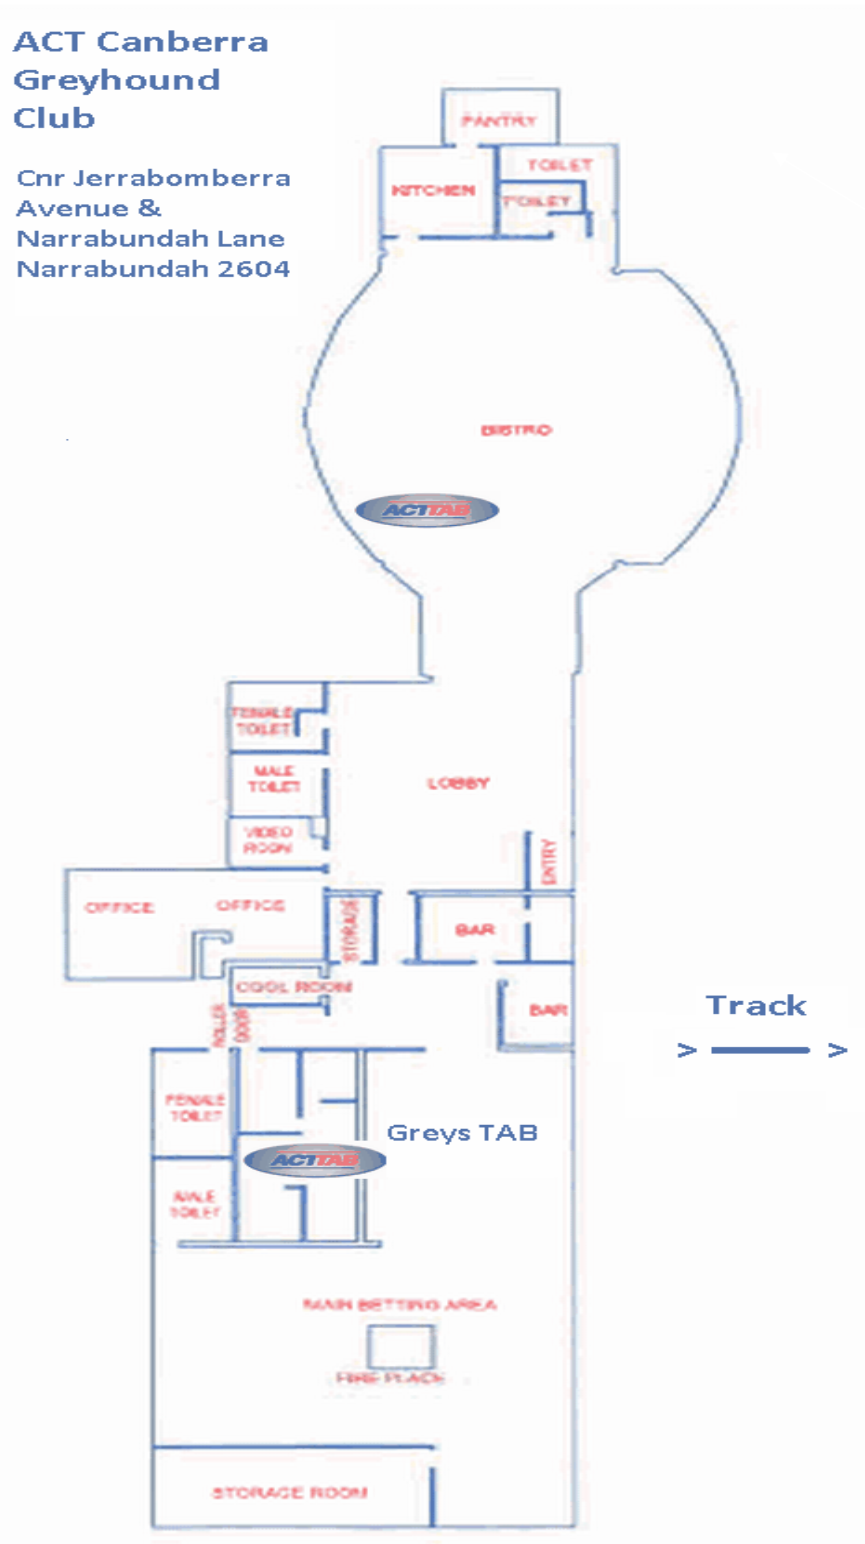 ACT Canberra
Greyhound
Club
Cnr Jerrabomberra
Avenue &
Narrabundah Lane
Narrabundah 2604
PANTRY
TOILET
KITCHEN
TOILET
BISTRO
ACTTAB
FEMALE
TOILET
MALE
TOILET
LOBBY
VIDEO
ROOM
ENTRY
OFFICE
OFFICE
STORAGE
BAR
COOL ROOM
BAR
ROLLER
DOOR
Track
> >
FEMALE
TOILET
Greys TAB
ACTTAB
MALE
TOILET
MAIN BETTING AREA
FIRE PLACE
STORAGE ROOM